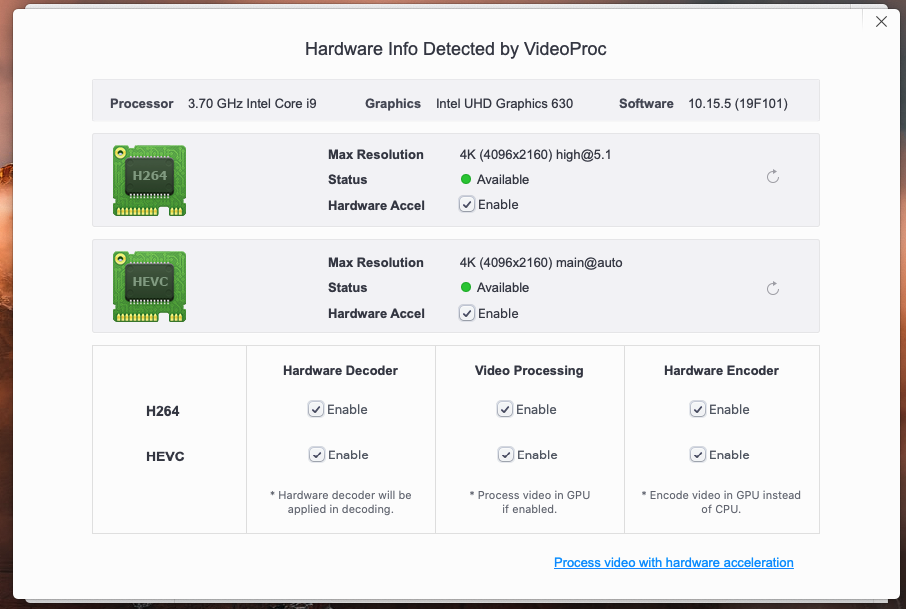 Hardware Info Detected by VideoProc
Processor 3.70 GHz Intel Core i9 Graphics Intel UHD Graphics 630 Software 10.15.5 (19F101)
H264
Max Resolution 4K (4096x2160) high@5.1
Status Available
Hardware Accel Enable
HEVC
Max Resolution 4K (4096x2160) main@auto
Status Available
Hardware Accel Enable
Hardware Decoder Video Processing Hardware Encoder
H264 Enable Enable Enable
HEVC Enable Enable Enable
* Hardware decoder will be * Process video in GPU * Encode video in GPU instead
applied in decoding. if enabled. of CPU.
Process video with hardware acceleration